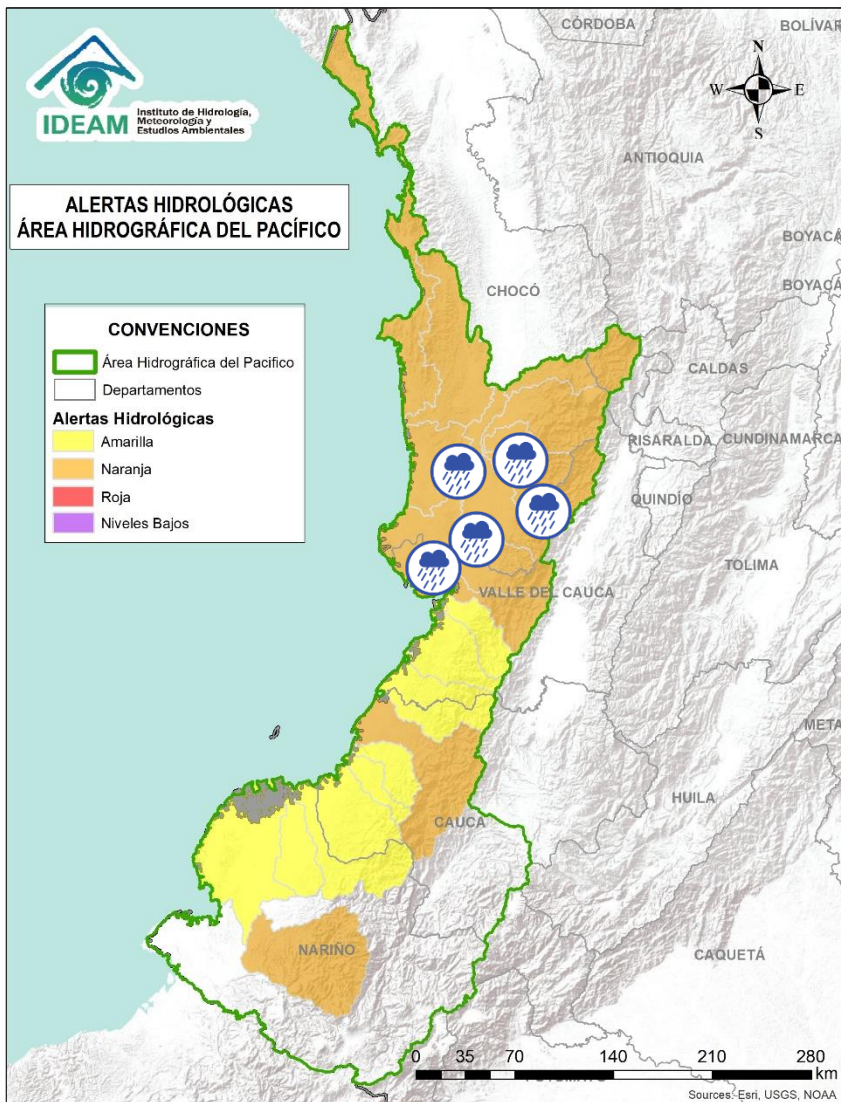 CÓRDOBA
BOLÍVAR
N
W
E
S
IDEAM
Instituto de Hidrología,
Meteorología y
Estudios Ambientales
ANTIOQUIA
ALERTAS HIDROLÓGICAS
ÁREA HIDROGRÁFICA DEL PACÍFICO
BOYACÁ
BOYACÁ
CHOCÓ
CONVENCIONES
Área Hidrográfica del Pacifico
Departamentos
Alertas Hidrológicas
Amarilla
Naranja
Roja
Niveles Bajos
CALDAS
RISARALDA
CUNDINAMARCA
QUINDÍO
TOLIMA
VALLE DEL CAUCA
META
HUILA
CAUCA
NARIÑO
CAQUETÁ
0 35 70 140 210 280
km
Sources: Esri, USGS, NOAA